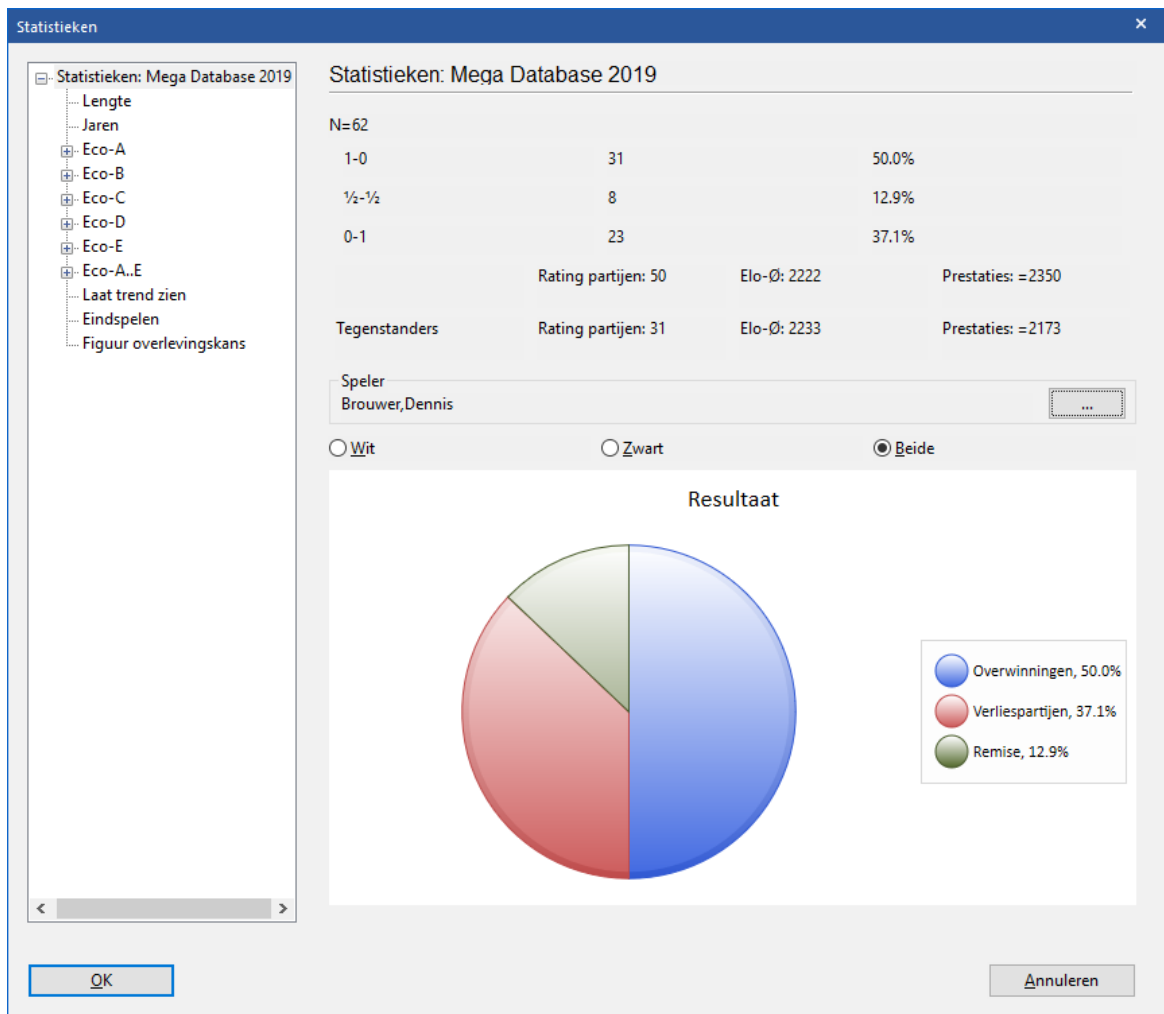 Statistieken
Statistieken: Mega Database 2019
Lengte
Jaren
Eco-A
Eco-B
Eco-C
Eco-D
Eco-E
Eco-A..E
Laat trend zien
Eindspelen
Figuur overlevingskans
Statistieken: Mega Database 2019
N=62
1-0 31 50.0%
½-½ 8 12.9%
0-1 23 37.1%
Rating partijen: 50 Elo-Ø: 2222 Prestaties: =2350
Tegenstanders Rating partijen: 31 Elo-Ø: 2233 Prestaties: =2173
Speler
Brouwer,Dennis
...
Wit Zwart Beide
Resultaat
Overwinningen, 50.0%
Verliespartijen, 37.1%
Remise, 12.9%
OK Annuleren